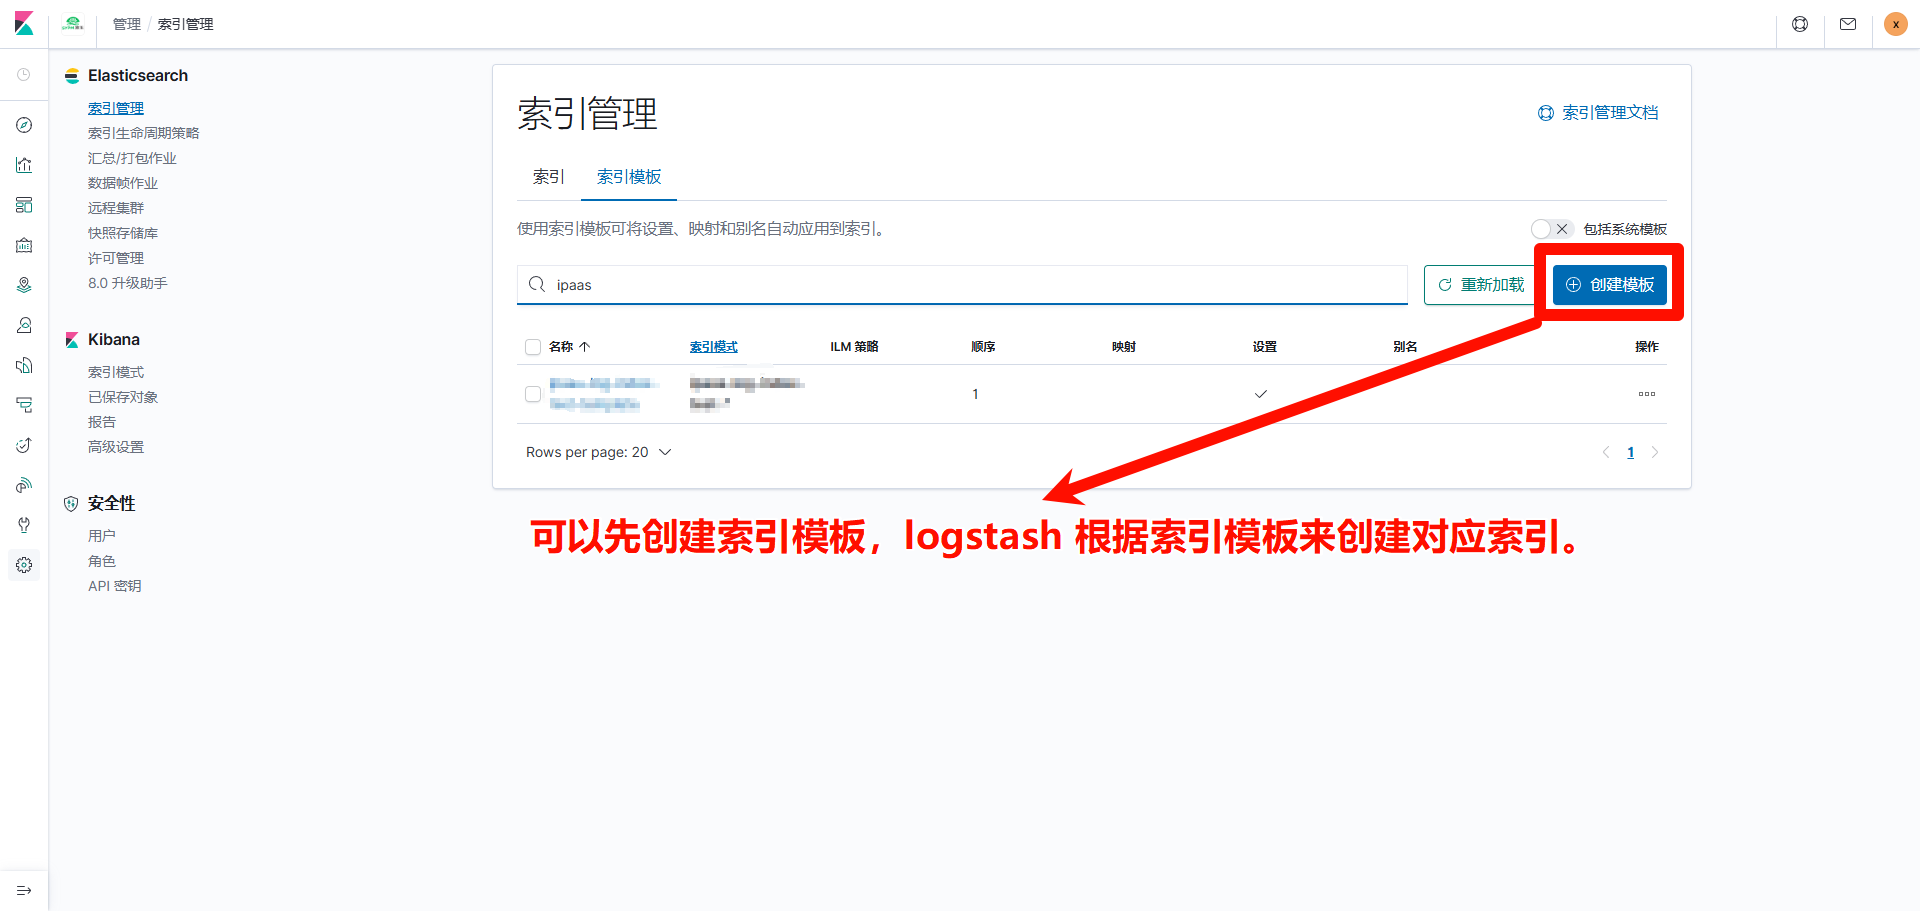 管理 / 索引管理
x
Elasticsearch
索引管理
索引生命周期策略
汇总/打包作业
数据帧作业
远程集群
快照存储库
许可管理
8.0 升级助手
Kibana
索引模式
已保存对象
报告
高级设置
安全性
用户
角色
API 密钥
索引管理
索引管理文档
索引 索引模板
使用索引模板可将设置、映射和别名自动应用到索引。
包括系统模板
ipaas
重新加载
创建模板
名称 索引模式 ILM 策略 顺序 映射 设置 别名 操作
1
Rows per page: 20
1
可以先创建索引模板，logstash 根据索引模板来创建对应索引。